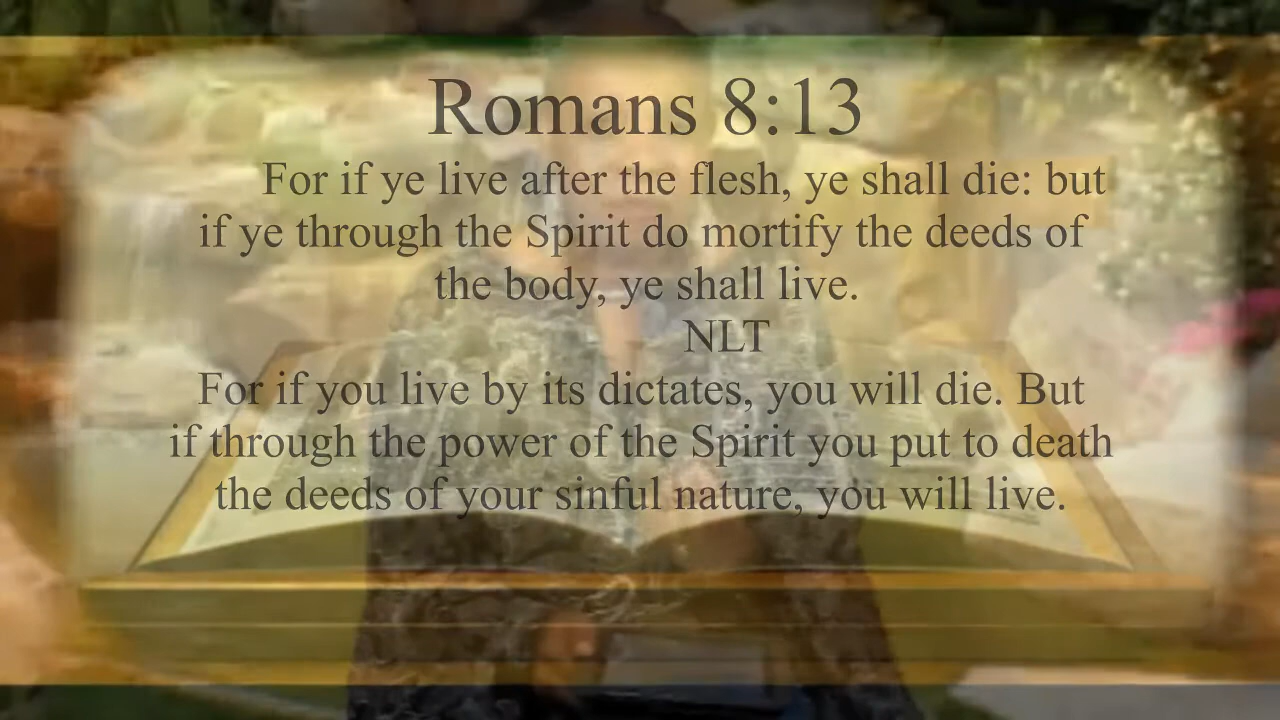 Romans 8:13
For if ye live after the flesh, ye shall die: but
if ye through the Spirit do mortify the deeds of
the body, ye shall live.
NLT
For if you live by its dictates, you will die. But
if through the power of the Spirit you put to death
the deeds of your sinful nature, you will live.